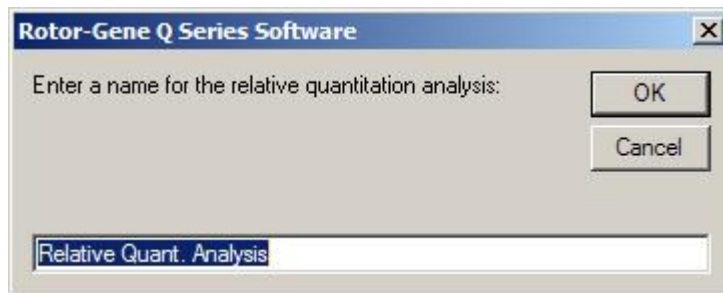 Rotor-Gene Q Series Software
Enter a name for the relative quantitation analysis:
OK
Cancel
Relative Quant. Analysis